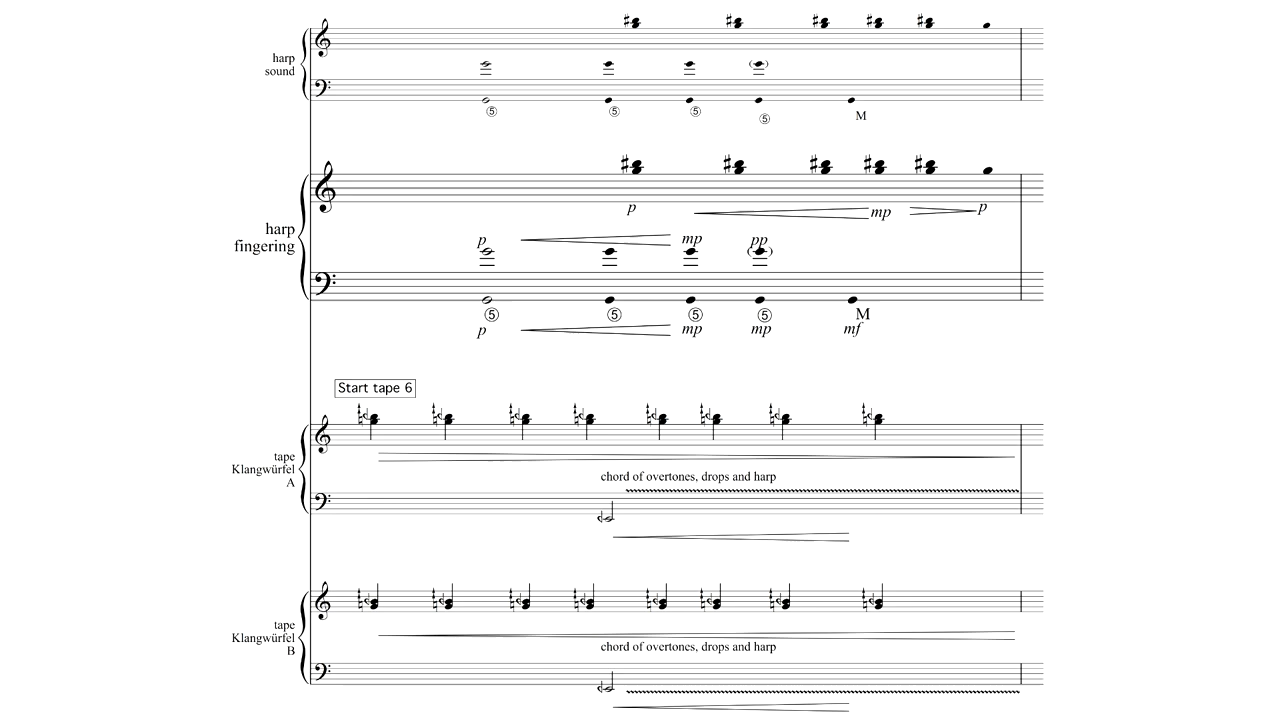 harp
sound
5 5 5 5
M
harp
fingering
p mp p
p mp pp
5 5 5 5 M
p mp mp mf
Start tape 6
tape
Klangwürfel
A
chord of overtones, drops and harp
tape
Klangwürfel
B
chord of overtones, drops and harp